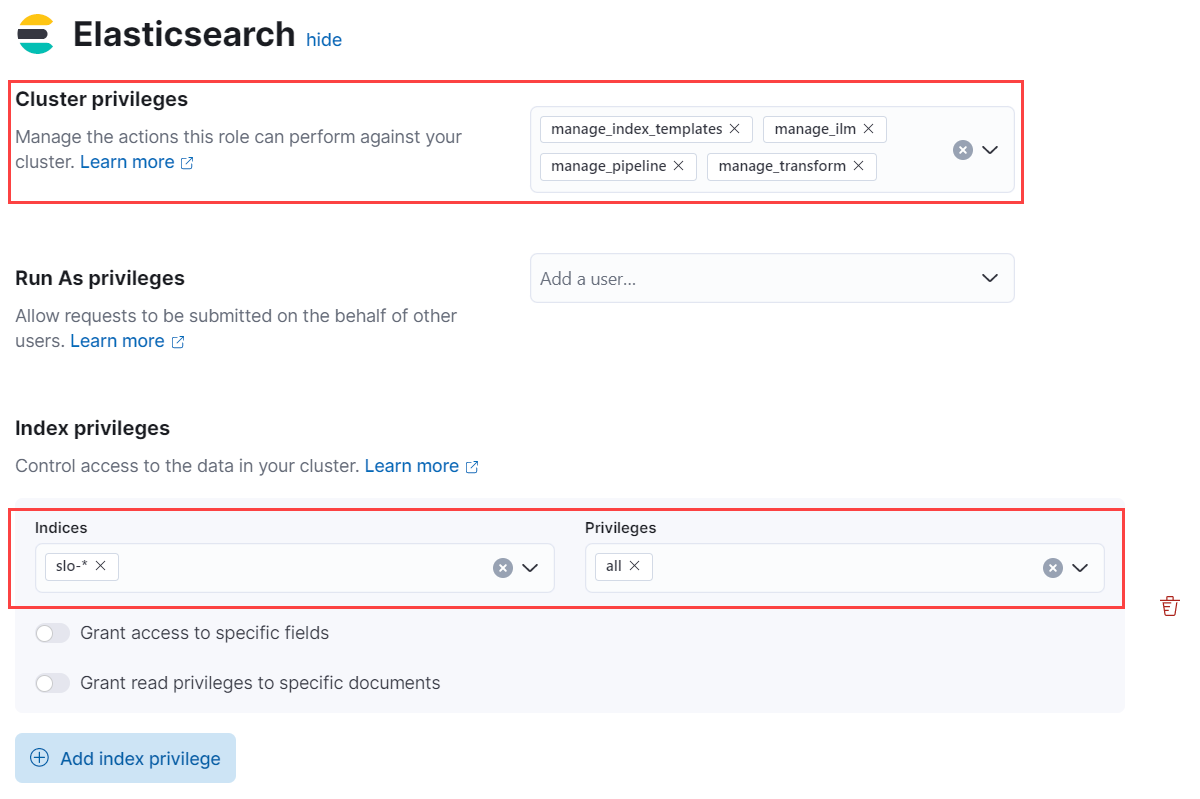 Elasticsearch hide
Cluster privileges
Manage the actions this role can perform against your
cluster. Learn more
manage_index_templates manage_ilm
manage_pipeline manage_transform
Run As privileges
Allow requests to be submitted on the behalf of other
users. Learn more
Add a user...
Index privileges
Control access to the data in your cluster. Learn more
Indices
slo-*
Privileges
all
Grant access to specific fields
Grant read privileges to specific documents
Add index privilege